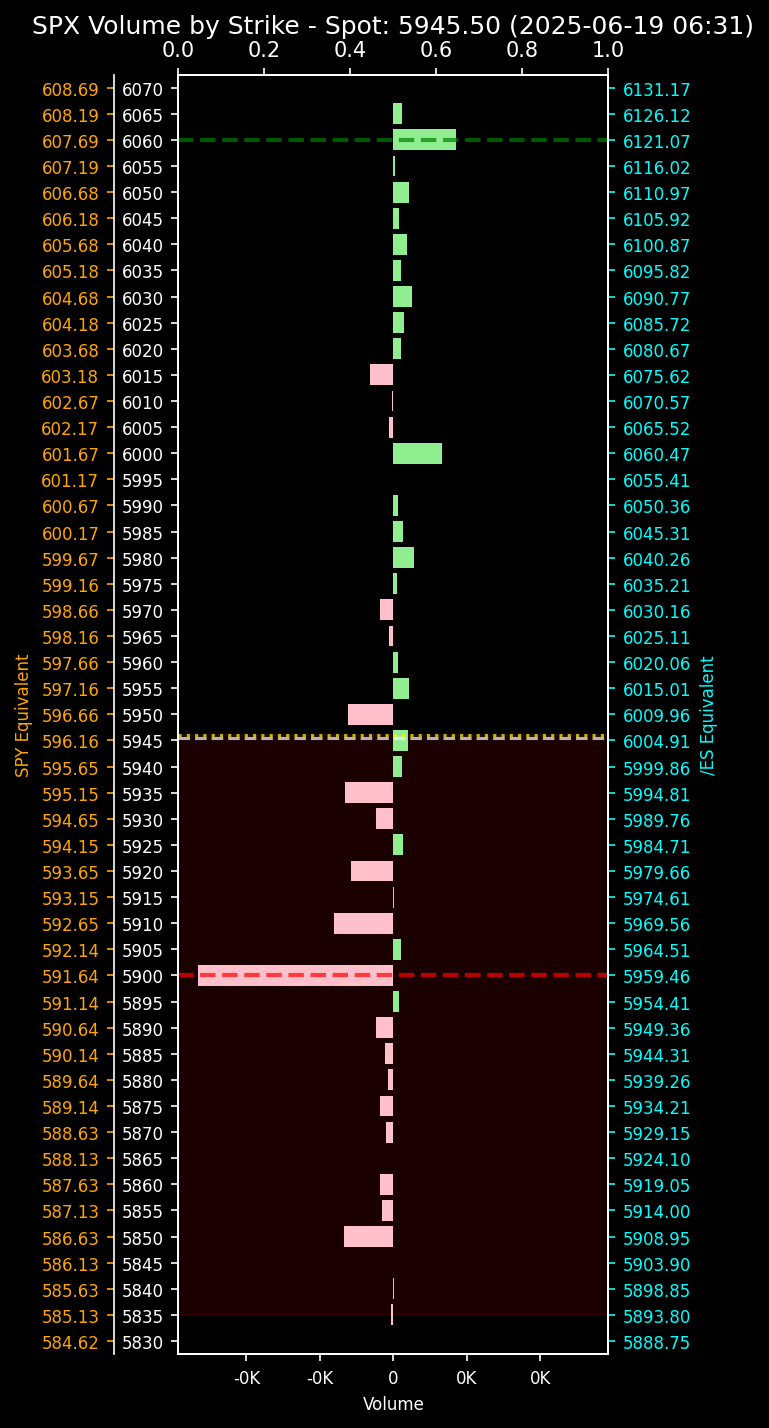 SPX Volume by Strike - Spot: 5945.50 (2025-06-19 06:31)
0.0 0.2 0.4 0.6 0.8 1.0
608.69 6070 6131.17
608.19 6065 6126.12
607.69 6060 6121.07
607.19 6055 6116.02
606.68 6050 6110.97
606.18 6045 6105.92
605.68 6040 6100.87
605.18 6035 6095.82
604.68 6030 6090.77
604.18 6025 6085.72
603.68 6020 6080.67
603.18 6015 6075.62
602.67 6010 6070.57
602.17 6005 6065.52
601.67 6000 6060.47
601.17 5995 6055.41
600.67 5990 6050.36
600.17 5985 6045.31
599.67 5980 6040.26
599.16 5975 6035.21
598.66 5970 6030.16
598.16 5965 6025.11
597.66 5960 6020.06
597.16 5955 6015.01
596.66 5950 6009.96
596.16 5945 6004.91
595.65 5940 5999.86
595.15 5935 5994.81
594.65 5930 5989.76
594.15 5925 5984.71
593.65 5920 5979.66
593.15 5915 5974.61
592.65 5910 5969.56
592.14 5905 5964.51
591.64 5900 5959.46
591.14 5895 5954.41
590.64 5890 5949.36
590.14 5885 5944.31
589.64 5880 5939.26
589.14 5875 5934.21
588.63 5870 5929.15
588.13 5865 5924.10
587.63 5860 5919.05
587.13 5855 5914.00
586.63 5850 5908.95
586.13 5845 5903.90
585.63 5840 5898.85
585.13 5835 5893.80
584.62 5830 5888.75
SPY Equivalent
/ES Equivalent
-0K -0K 0 0K 0K
Volume